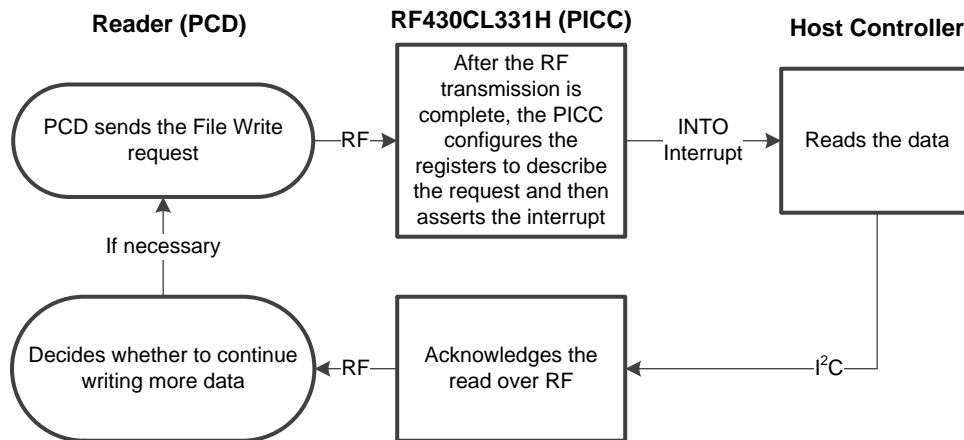 Reader (PCD)
RF430CL331H (PICC)
Host Controller
PCD sends the File Write
request
RF
After the RF
transmission is
complete, the PICC
configures the
registers to describe
the request and then
asserts the interrupt
INTO
Interrupt
Reads the data
If necessary
Decides whether to continue
writing more data
RF
Acknowledges the
read over RF
I²C